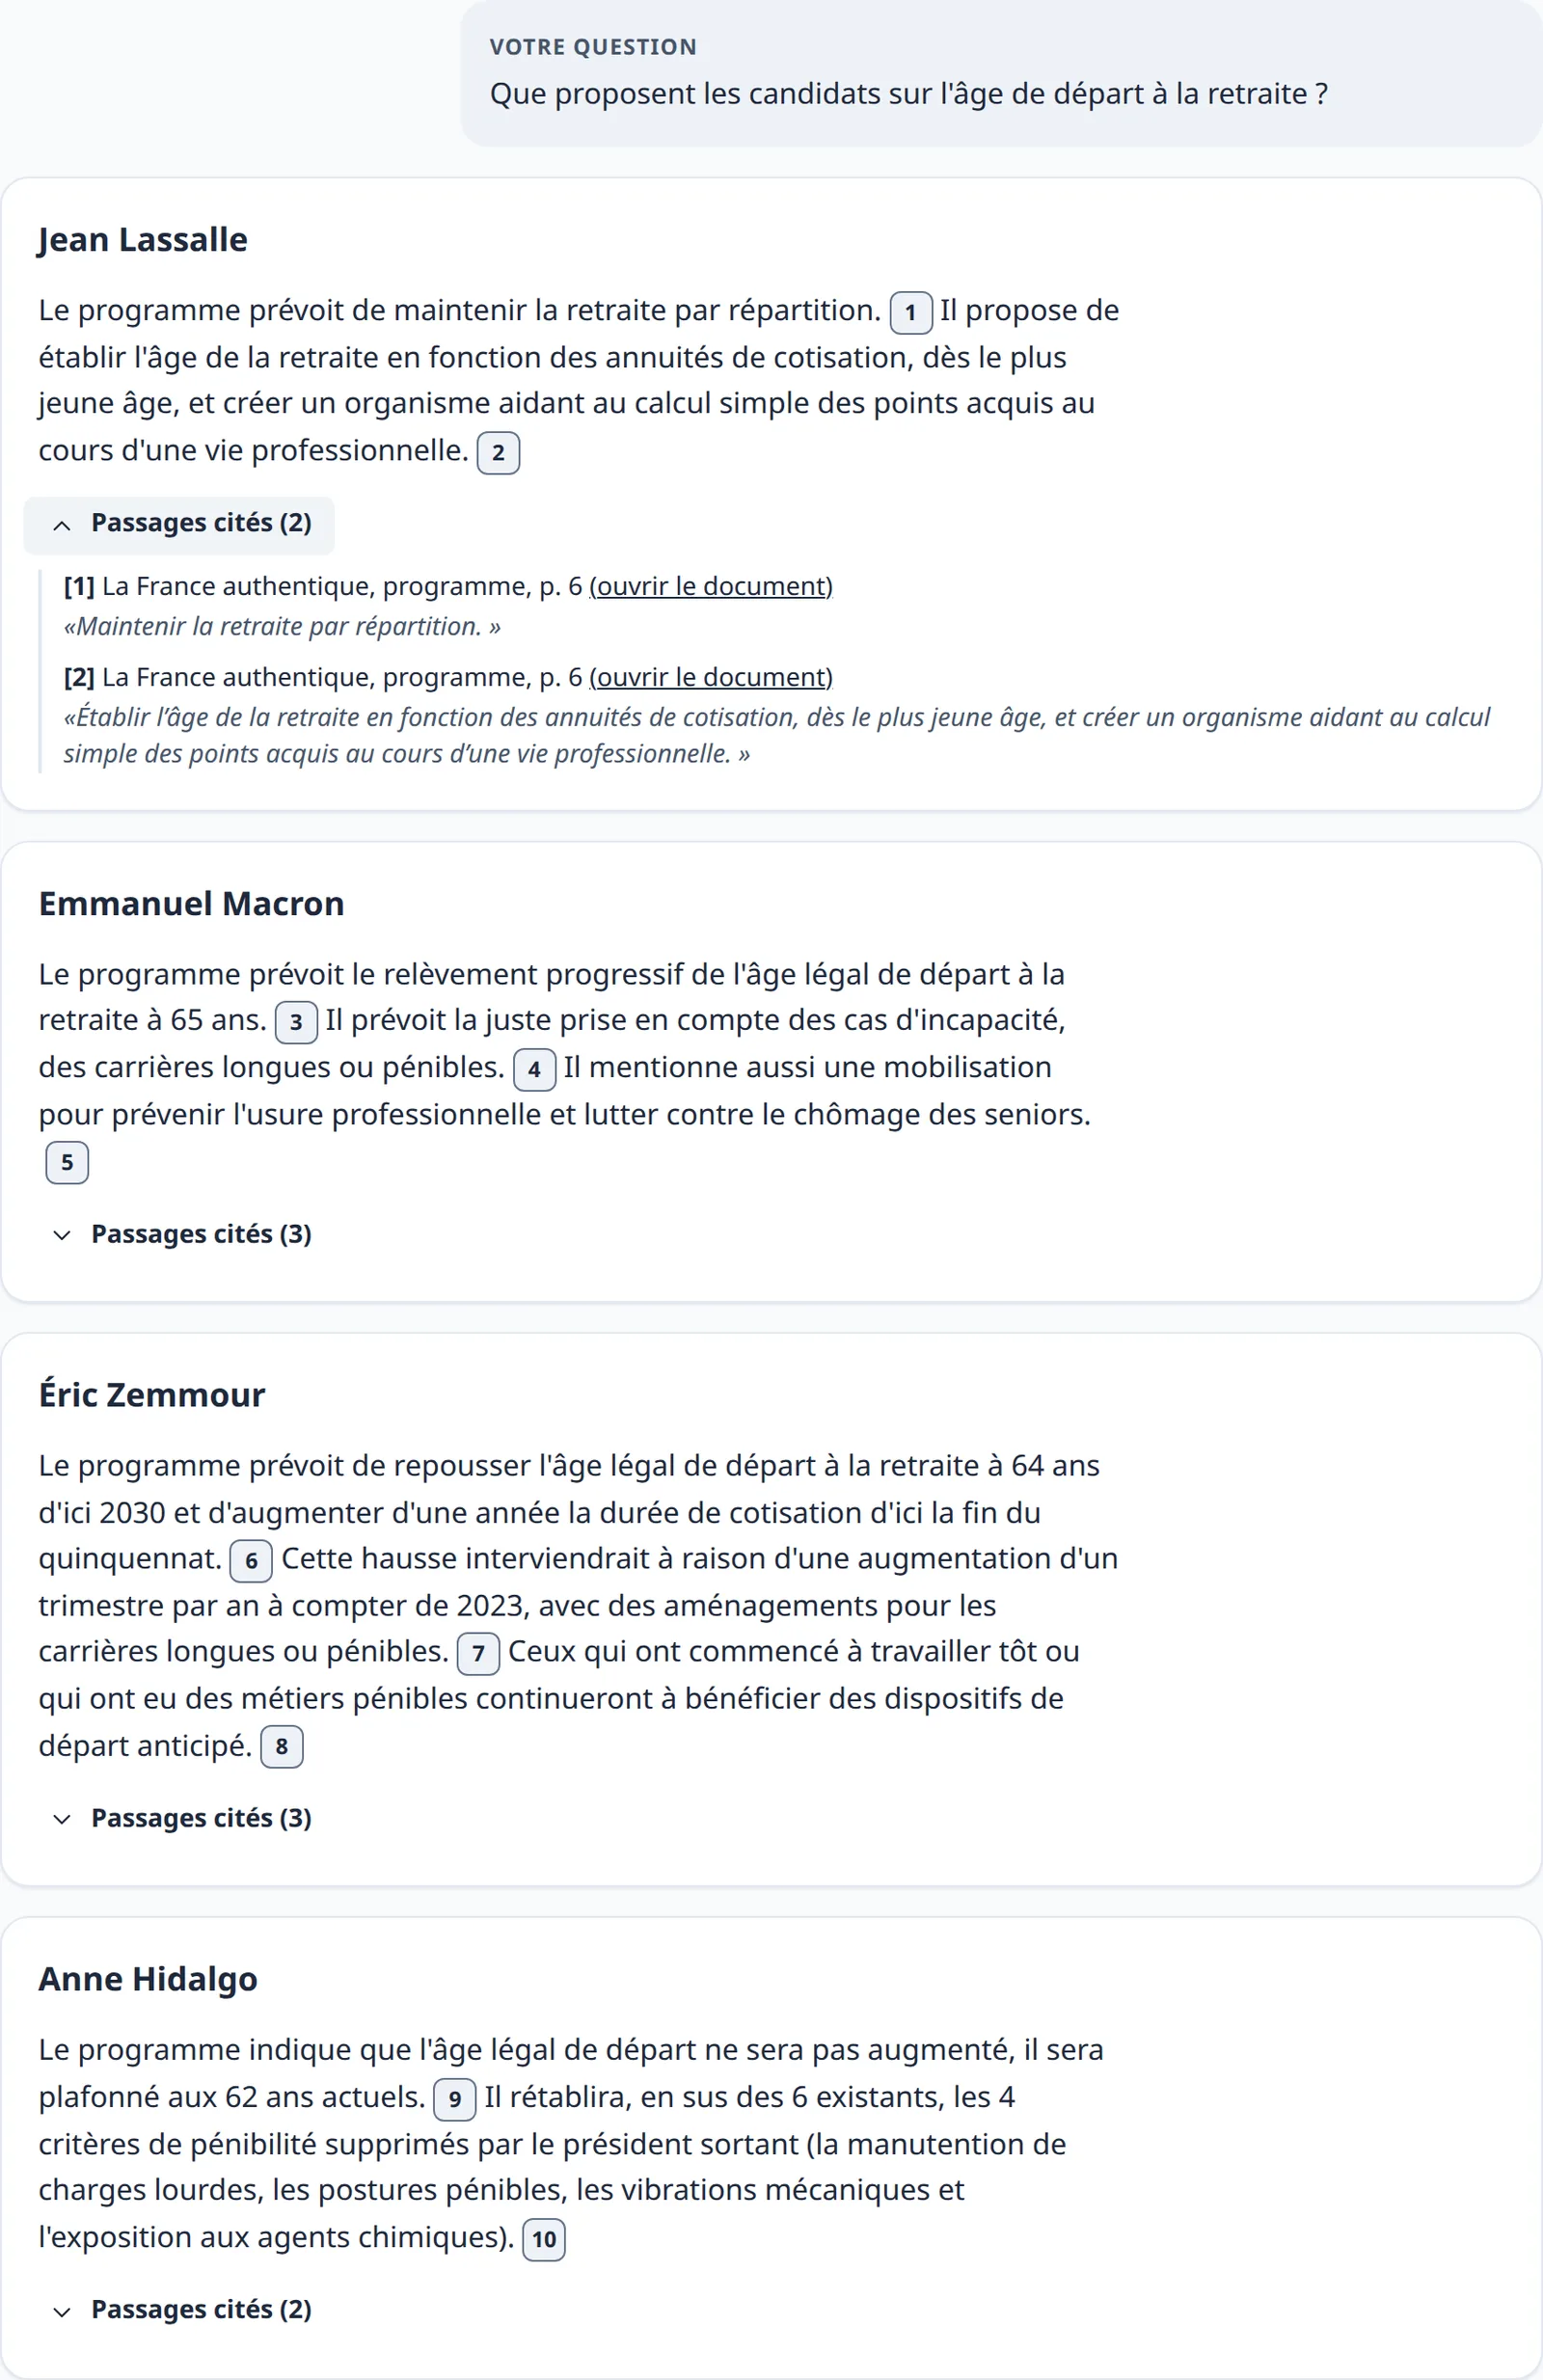 VOTRE QUESTION
Que proposent les candidats sur l'âge de départ à la retraite ?
Jean Lassalle
Le programme prévoit de maintenir la retraite par répartition. 1 Il propose de
établir l'âge de la retraite en fonction des annuités de cotisation, dès le plus
jeune âge, et créer un organisme aidant au calcul simple des points acquis au
cours d'une vie professionnelle. 2
Passages cités (2)
[1] La France authentique, programme, p. 6 (ouvrir le document)
«Maintenir la retraite par répartition. »
[2] La France authentique, programme, p. 6 (ouvrir le document)
«Établir l’âge de la retraite en fonction des annuités de cotisation, dès le plus jeune âge, et créer un organisme aidant au calcul
simple des points acquis au cours d’une vie professionnelle. »
Emmanuel Macron
Le programme prévoit le relèvement progressif de l'âge légal de départ à la
retraite à 65 ans. 3 Il prévoit la juste prise en compte des cas d'incapacité,
des carrières longues ou pénibles. 4 Il mentionne aussi une mobilisation
pour prévenir l'usure professionnelle et lutter contre le chômage des seniors.
5
Passages cités (3)
Éric Zemmour
Le programme prévoit de repousser l'âge légal de départ à la retraite à 64 ans
d'ici 2030 et d'augmenter d'une année la durée de cotisation d'ici la fin du
quinquennat. 6 Cette hausse interviendrait à raison d'une augmentation d'un
trimestre par an à compter de 2023, avec des aménagements pour les
carrières longues ou pénibles. 7 Ceux qui ont commencé à travailler tôt ou
qui ont eu des métiers pénibles continueront à bénéficier des dispositifs de
départ anticipé. 8
Passages cités (3)
Anne Hidalgo
Le programme indique que l'âge légal de départ ne sera pas augmenté, il sera
plafonné aux 62 ans actuels. 9 Il rétablira, en sus des 6 existants, les 4
critères de pénibilité supprimés par le président sortant (la manutention de
charges lourdes, les postures pénibles, les vibrations mécaniques et
l'exposition aux agents chimiques). 10
Passages cités (2)